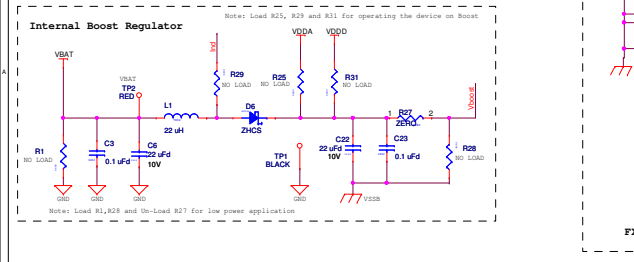 Note: Load R25, R29 and R31 for operating the device on Boost
Internal Boost Regulator
VDDA
VDDD
Ind
VBAT
R29
NO LOAD
R25
NO LOAD
R31
NO LOAD
A
VBAT
TP2
RED
Vboost
L1
22 uH
D6
ZHCS
1
R27
2
ZERO
R1
NO LOAD
C3
0.1 uFd
C6
22 uFd
10V
TP1
BLACK
C22
22 uFd
10V
C23
0.1 uFd
R28
NO LOAD
GND
GND
GND
GND
VSSB
Note: Load R1,R28 and Un-Load R27 for low power application